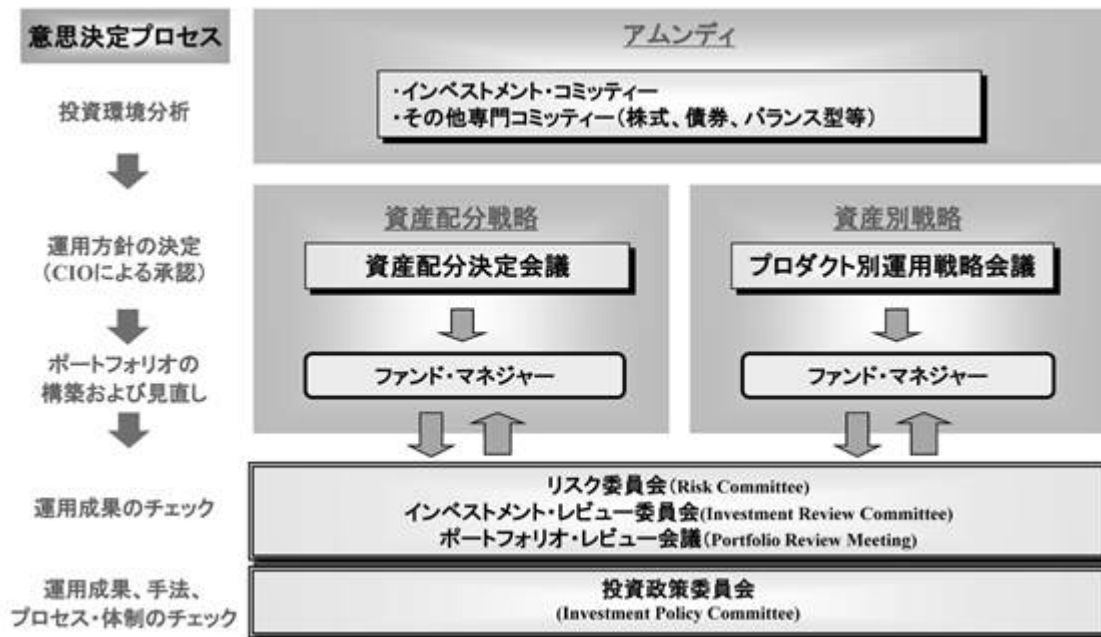 意思決定プロセス
アムンディ
・インベストメント・コミッティー
・その他専門コミッティー(株式、債券、バランス型等)
投資環境分析
資産配分戦略
資産別戦略
運用方針の決定
(CIOによる承認)
資産配分決定会議
プロダクト別運用戦略会議
ポートフォリオの
構築および見直し
ファンド・マネジャー
ファンド・マネジャー
運用成果のチェック
リスク委員会(Risk Committee)
インベストメント・レビュー委員会(Investment Review Committee)
ポートフォリオ・レビュー会議(Portfolio Review Meeting)
運用成果、手法、
プロセス・体制のチェック
投資政策委員会
(Investment Policy Committee)